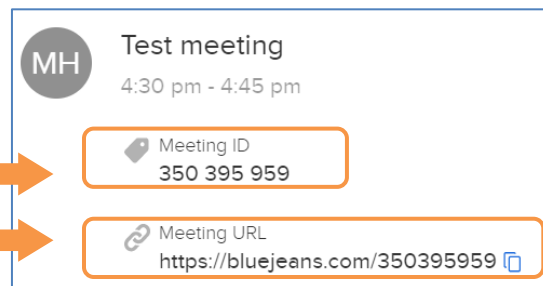 MH
Test meeting
4:30 pm - 4:45 pm
Meeting ID
350 395 959
Meeting URL
https://bluejeans.com/350395959